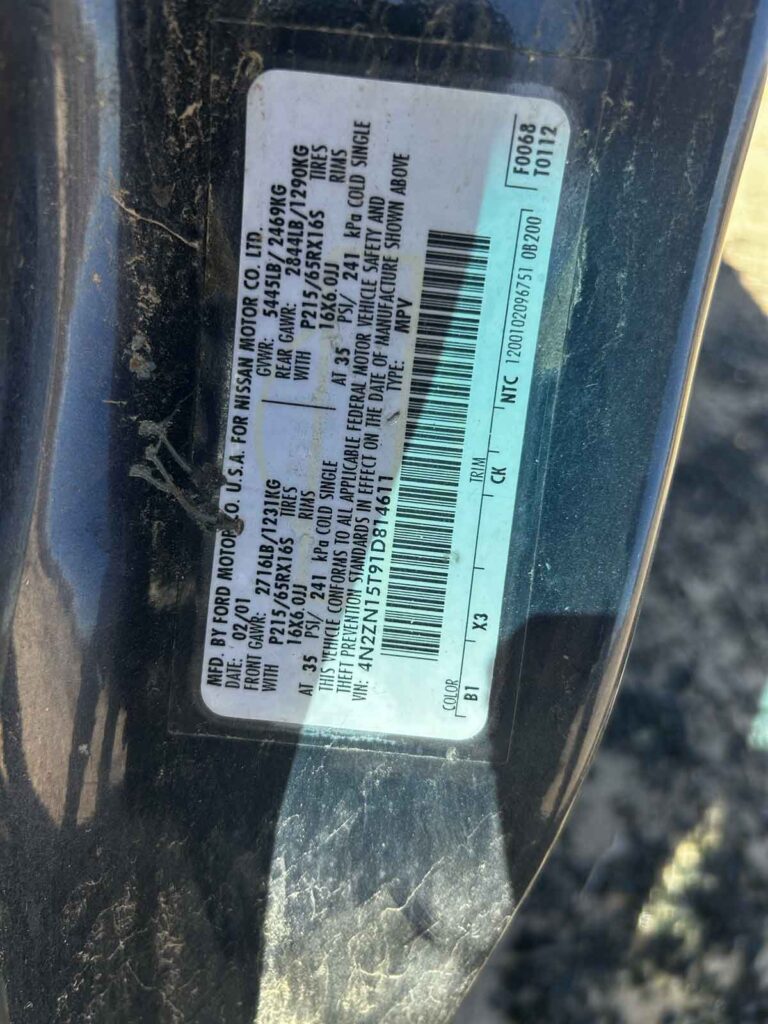 MFD. BY FORD MOTOR CO. U.S.A. FOR NISSAN MOTOR CO. LTD.
DATE: 02/01 GVWR: 5445LB/ 2469KG
FRONT GAWR: 2716LB/1231KG REAR GAWR: 2844LB/1290KG
WITH P215/65RX16S TIRES WITH P215/65RX16S TIRES
16X6.0JJ RIMS 16X6.0JJ RIMS
AT 35 PSI/ 241 kPa COLD SINGLE AT 35 PSI/ 241 kPa COLD SINGLE
THIS VEHICLE CONFORMS TO ALL APPLICABLE FEDERAL MOTOR VEHICLE SAFETY AND
THEFT PREVENTION STANDARDS IN EFFECT ON THE DATE OF MANUFACTURE SHOWN ABOVE
VIN: 4N2ZN15T91D814611 TYPE: MPV
COLOR TRIM
B1 X3 CK NTC 1200102096751 0B200
F0068
T0112